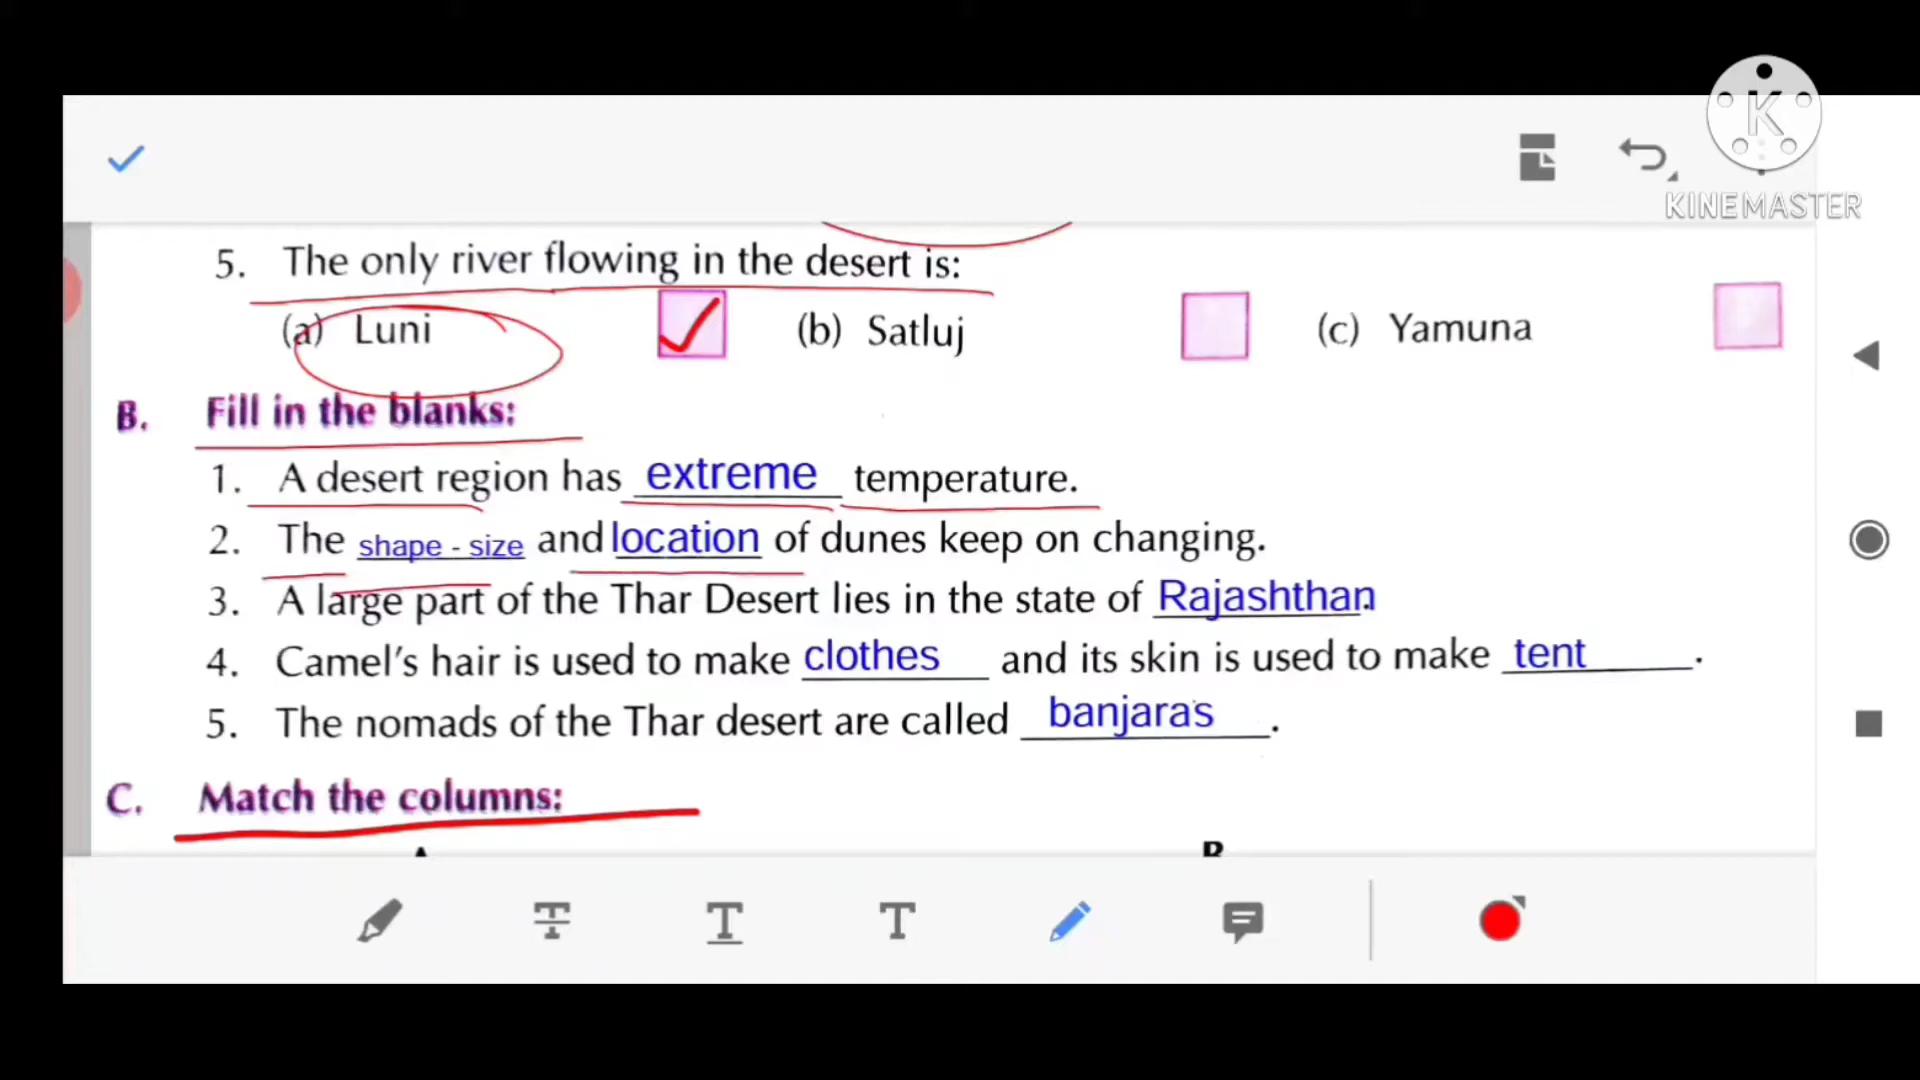 K
KINEMASTER
5. The only river flowing in the desert is:
(a) Luni (b) Satluj (c) Yamuna
B. Fill in the blanks:
1. A desert region has extreme temperature.
2. The shape - size and location of dunes keep on changing.
3. A large part of the Thar Desert lies in the state of Rajashthan.
4. Camel's hair is used to make clothes and its skin is used to make tent.
5. The nomads of the Thar desert are called banjaras.
C. Match the columns: